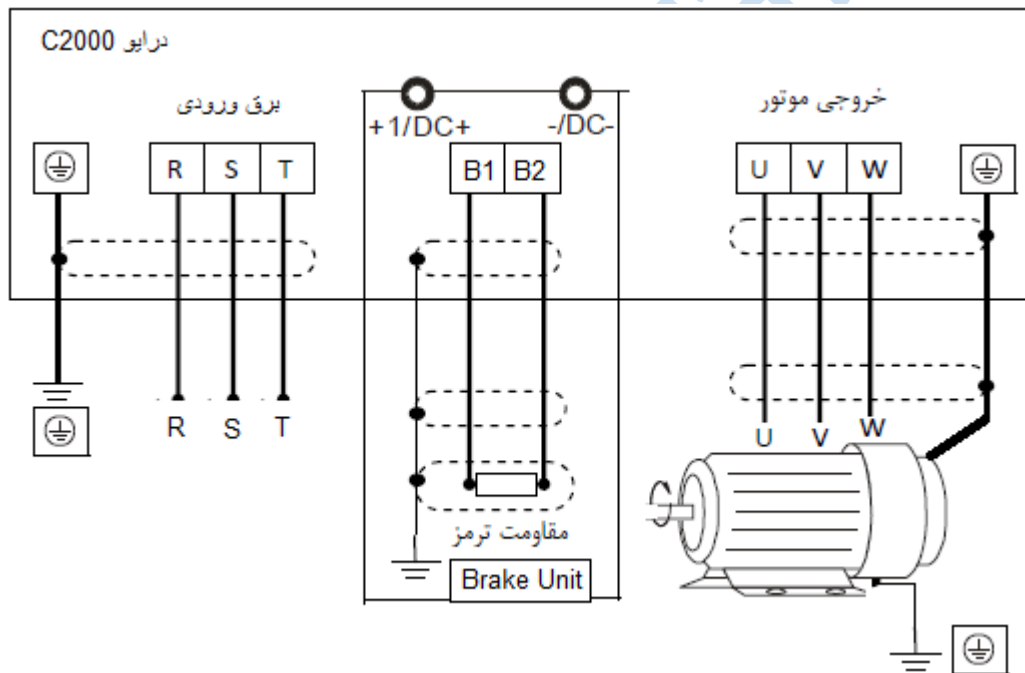 درایو C2000
برق ورودی
+1/DC+
-/DC-
خروجی موتور
R S T
B1 B2
U V W
R S T
U V W
مقاومت ترمز
Brake Unit